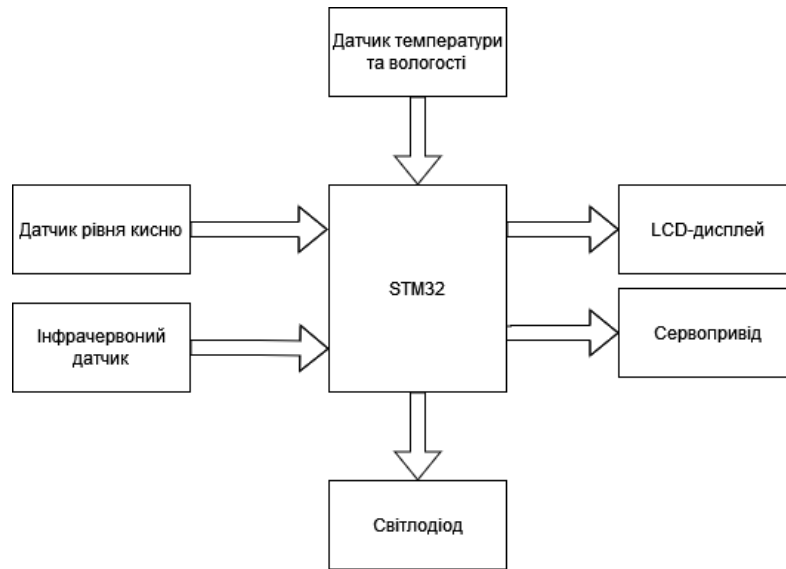 Датчик температури
та вологості
Датчик рівня кисню
STM32
LCD-дисплей
Інфрачервоний
датчик
Сервопривід
Світлодіод